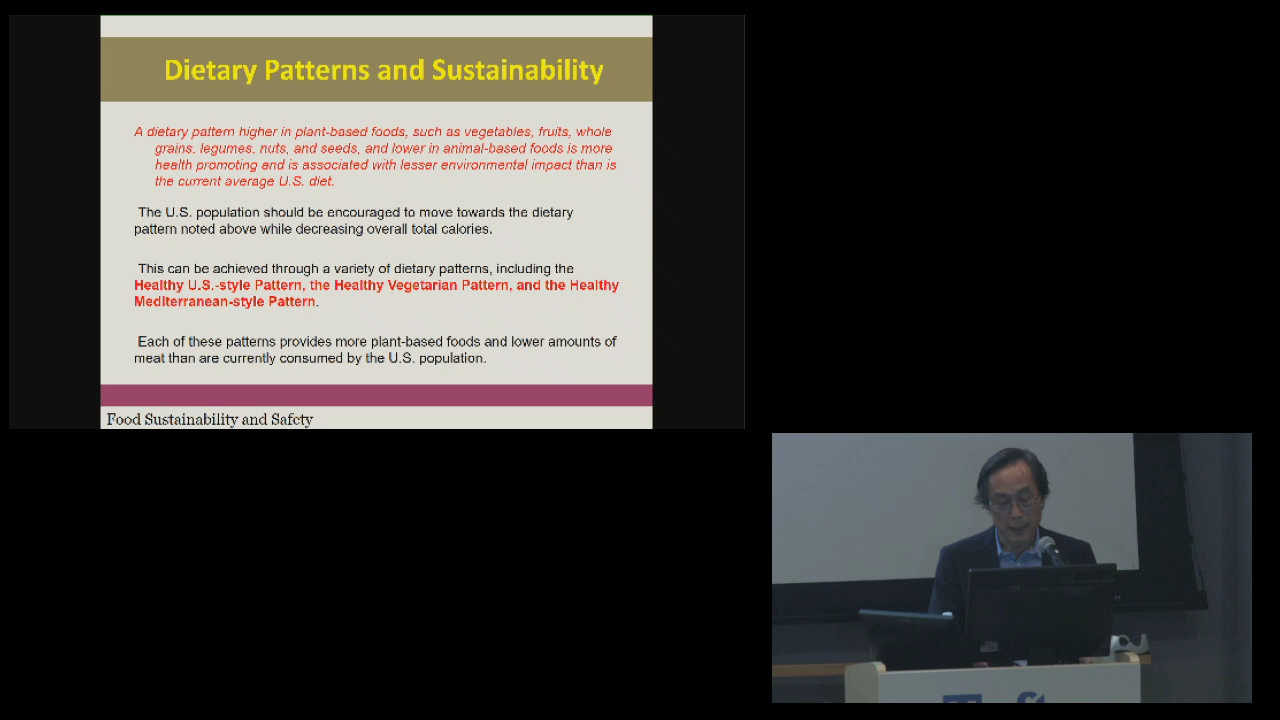 Dietary Patterns and Sustainability
A dietary pattern higher in plant-based foods, such as vegetables, fruits, whole
grains, legumes, nuts, and seeds, and lower in animal-based foods is more
health promoting and is associated with lesser environmental impact than is
the current average U.S. diet.
The U.S. population should be encouraged to move towards the dietary
pattern noted above while decreasing overall total calories.
This can be achieved through a variety of dietary patterns, including the
Healthy U.S.-style Pattern, the Healthy Vegetarian Pattern, and the Healthy
Mediterranean-style Pattern.
Each of these patterns provides more plant-based foods and lower amounts of
meat than are currently consumed by the U.S. population.
Food Sustainability and Safety